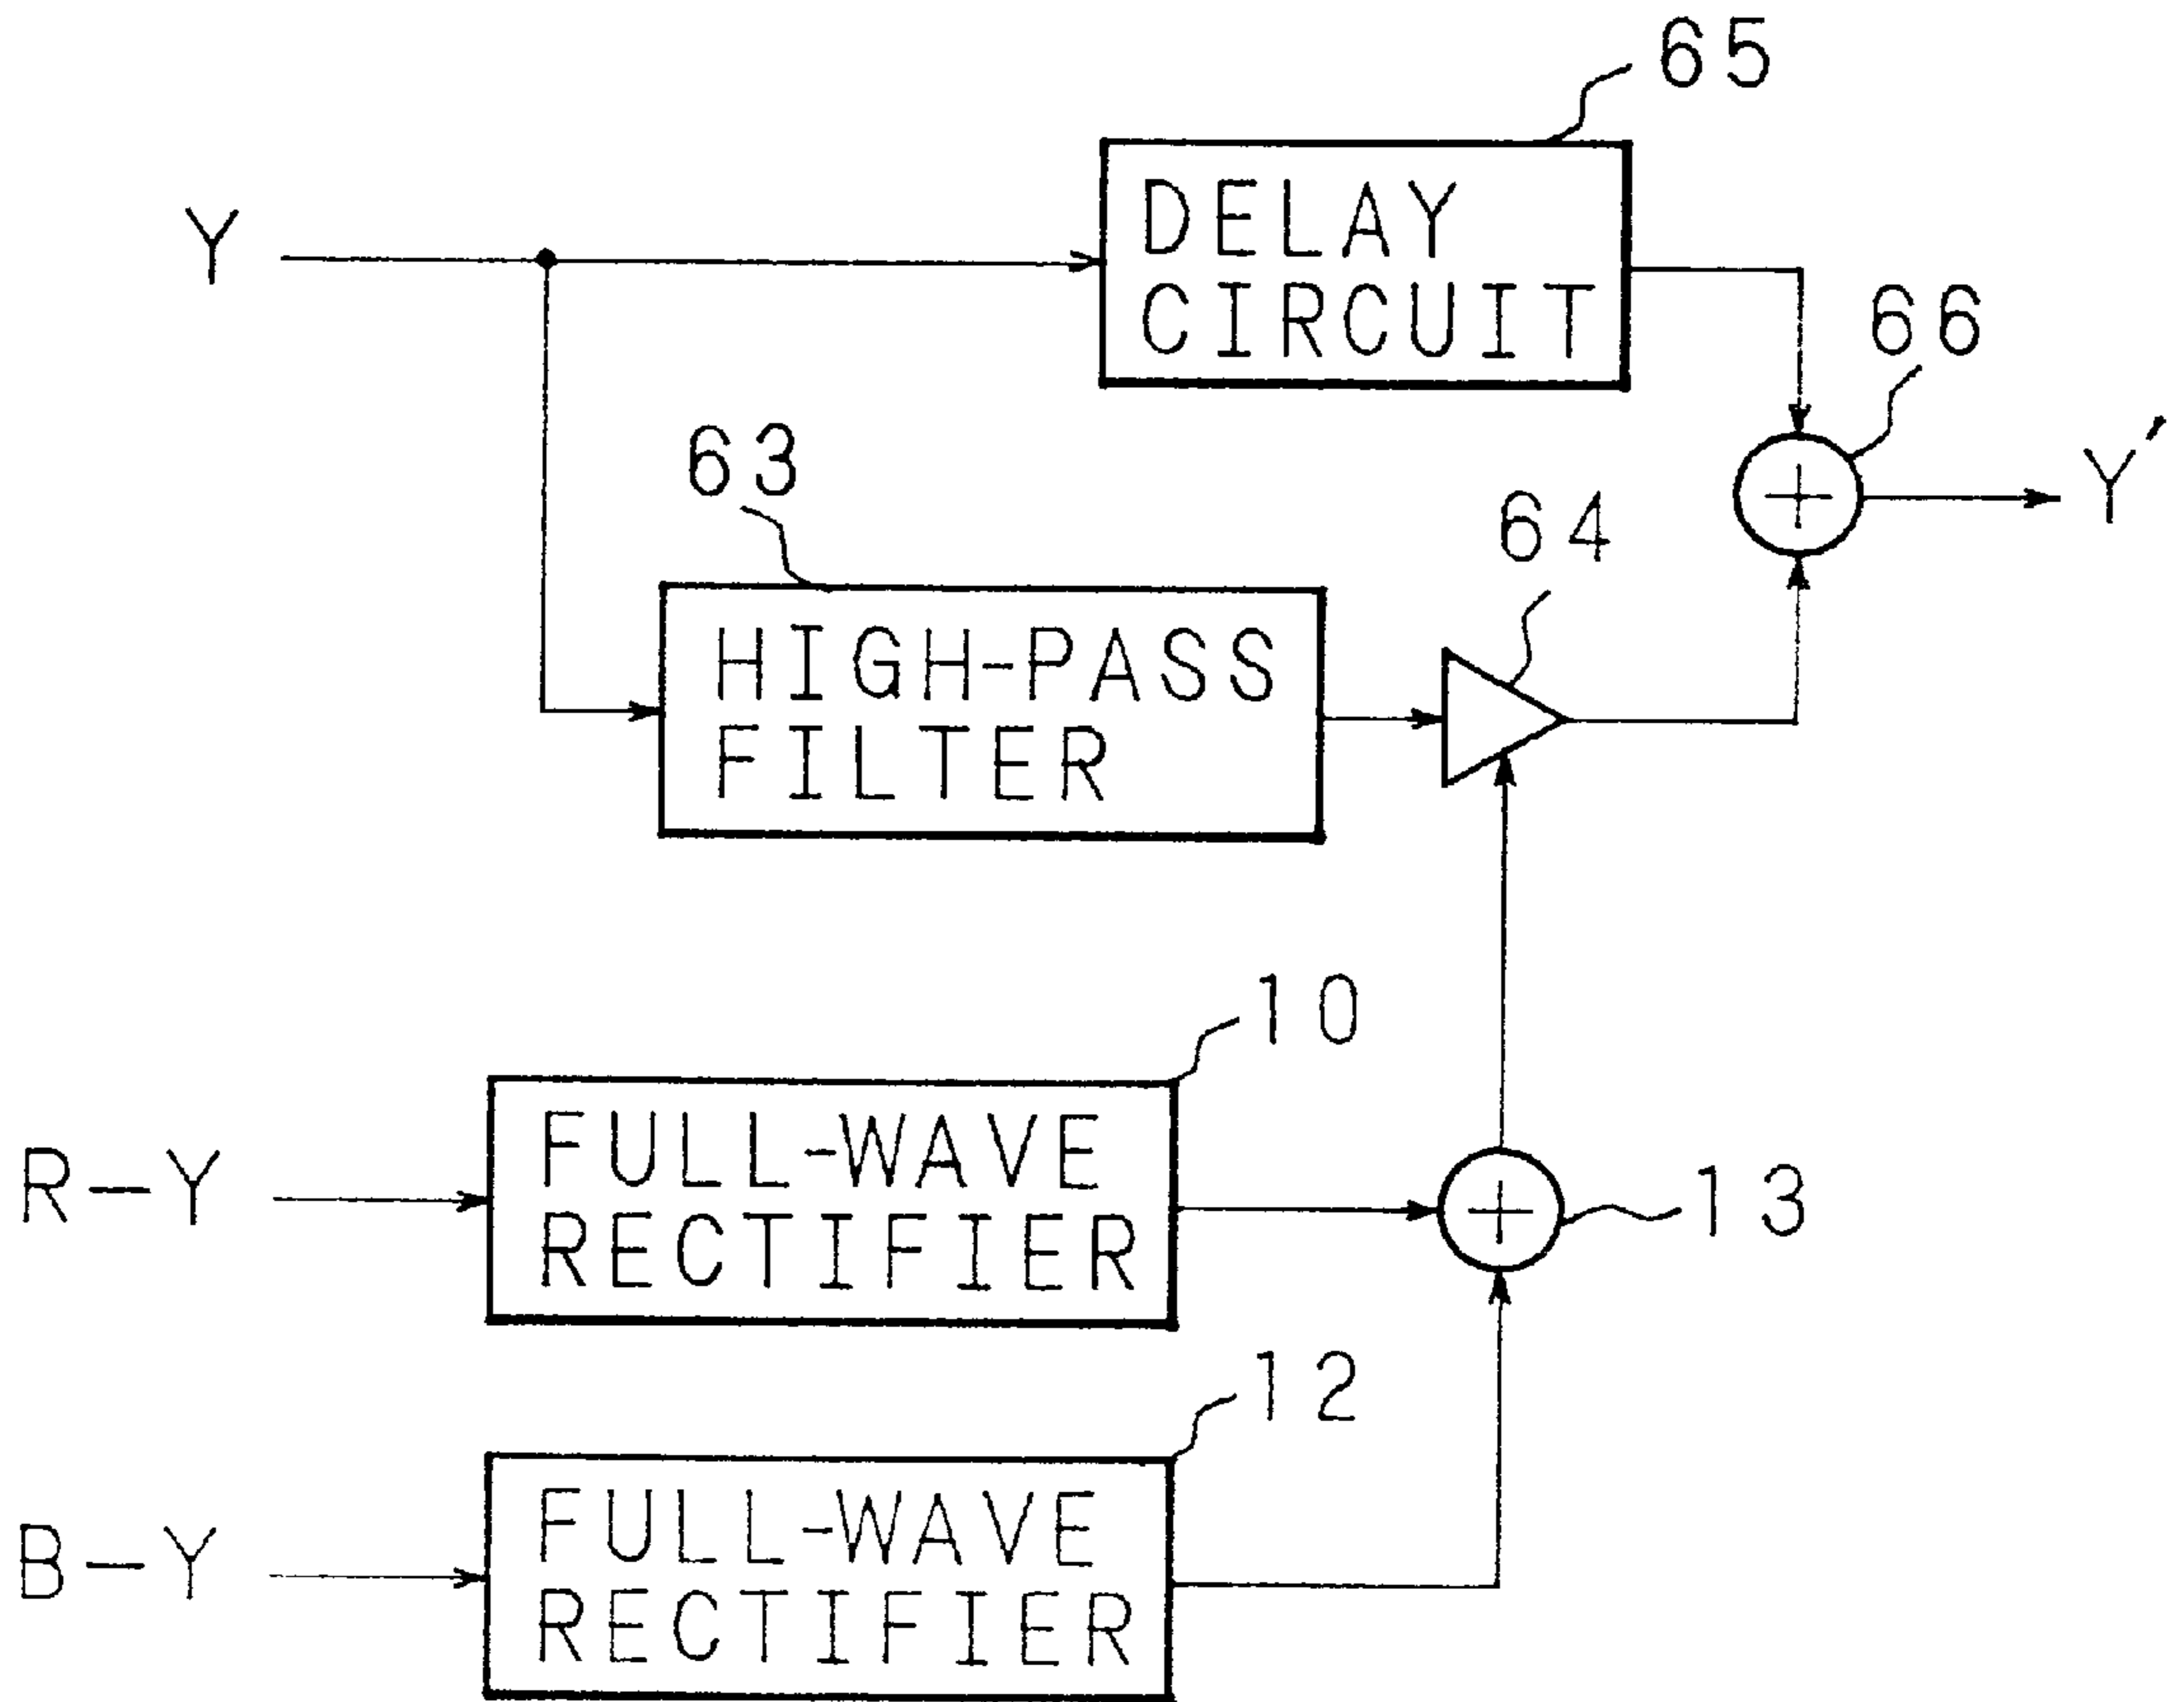 65
DELAY
CIRCUIT
Y
66
Y′
63
64
HIGH-PASS
FILTER
10
FULL-WAVE
RECTIFIER
R-Y
13
12
FULL-WAVE
RECTIFIER
B-Y